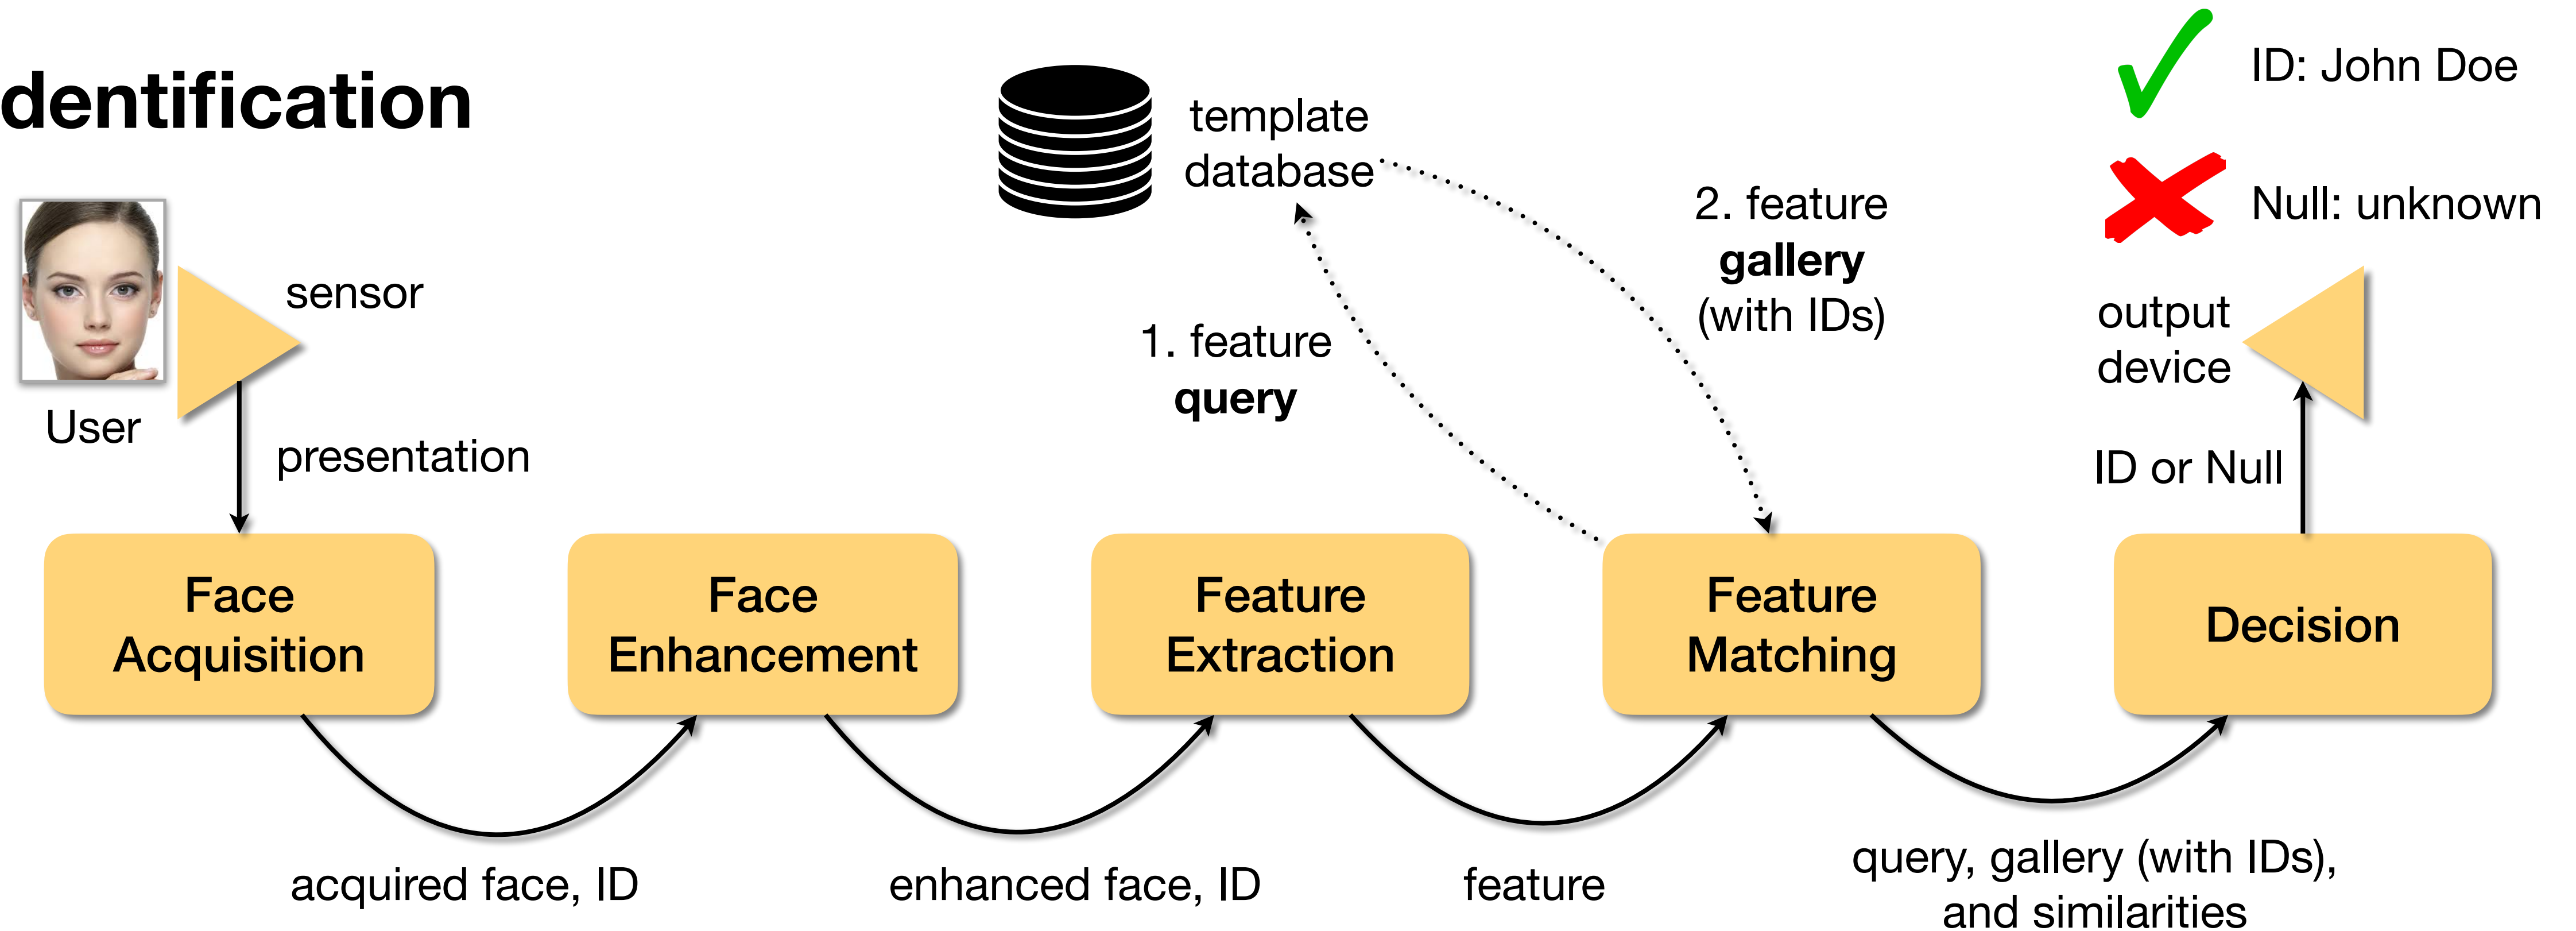 dentification
template
database
ID: John Doe
Null: unknown
sensor
User
presentation
1. feature
query
2. feature
gallery
(with IDs)
output
device
ID or Null
Face
Acquisition
Face
Enhancement
Feature
Extraction
Feature
Matching
Decision
acquired face, ID
enhanced face, ID
feature
query, gallery (with IDs),
and similarities